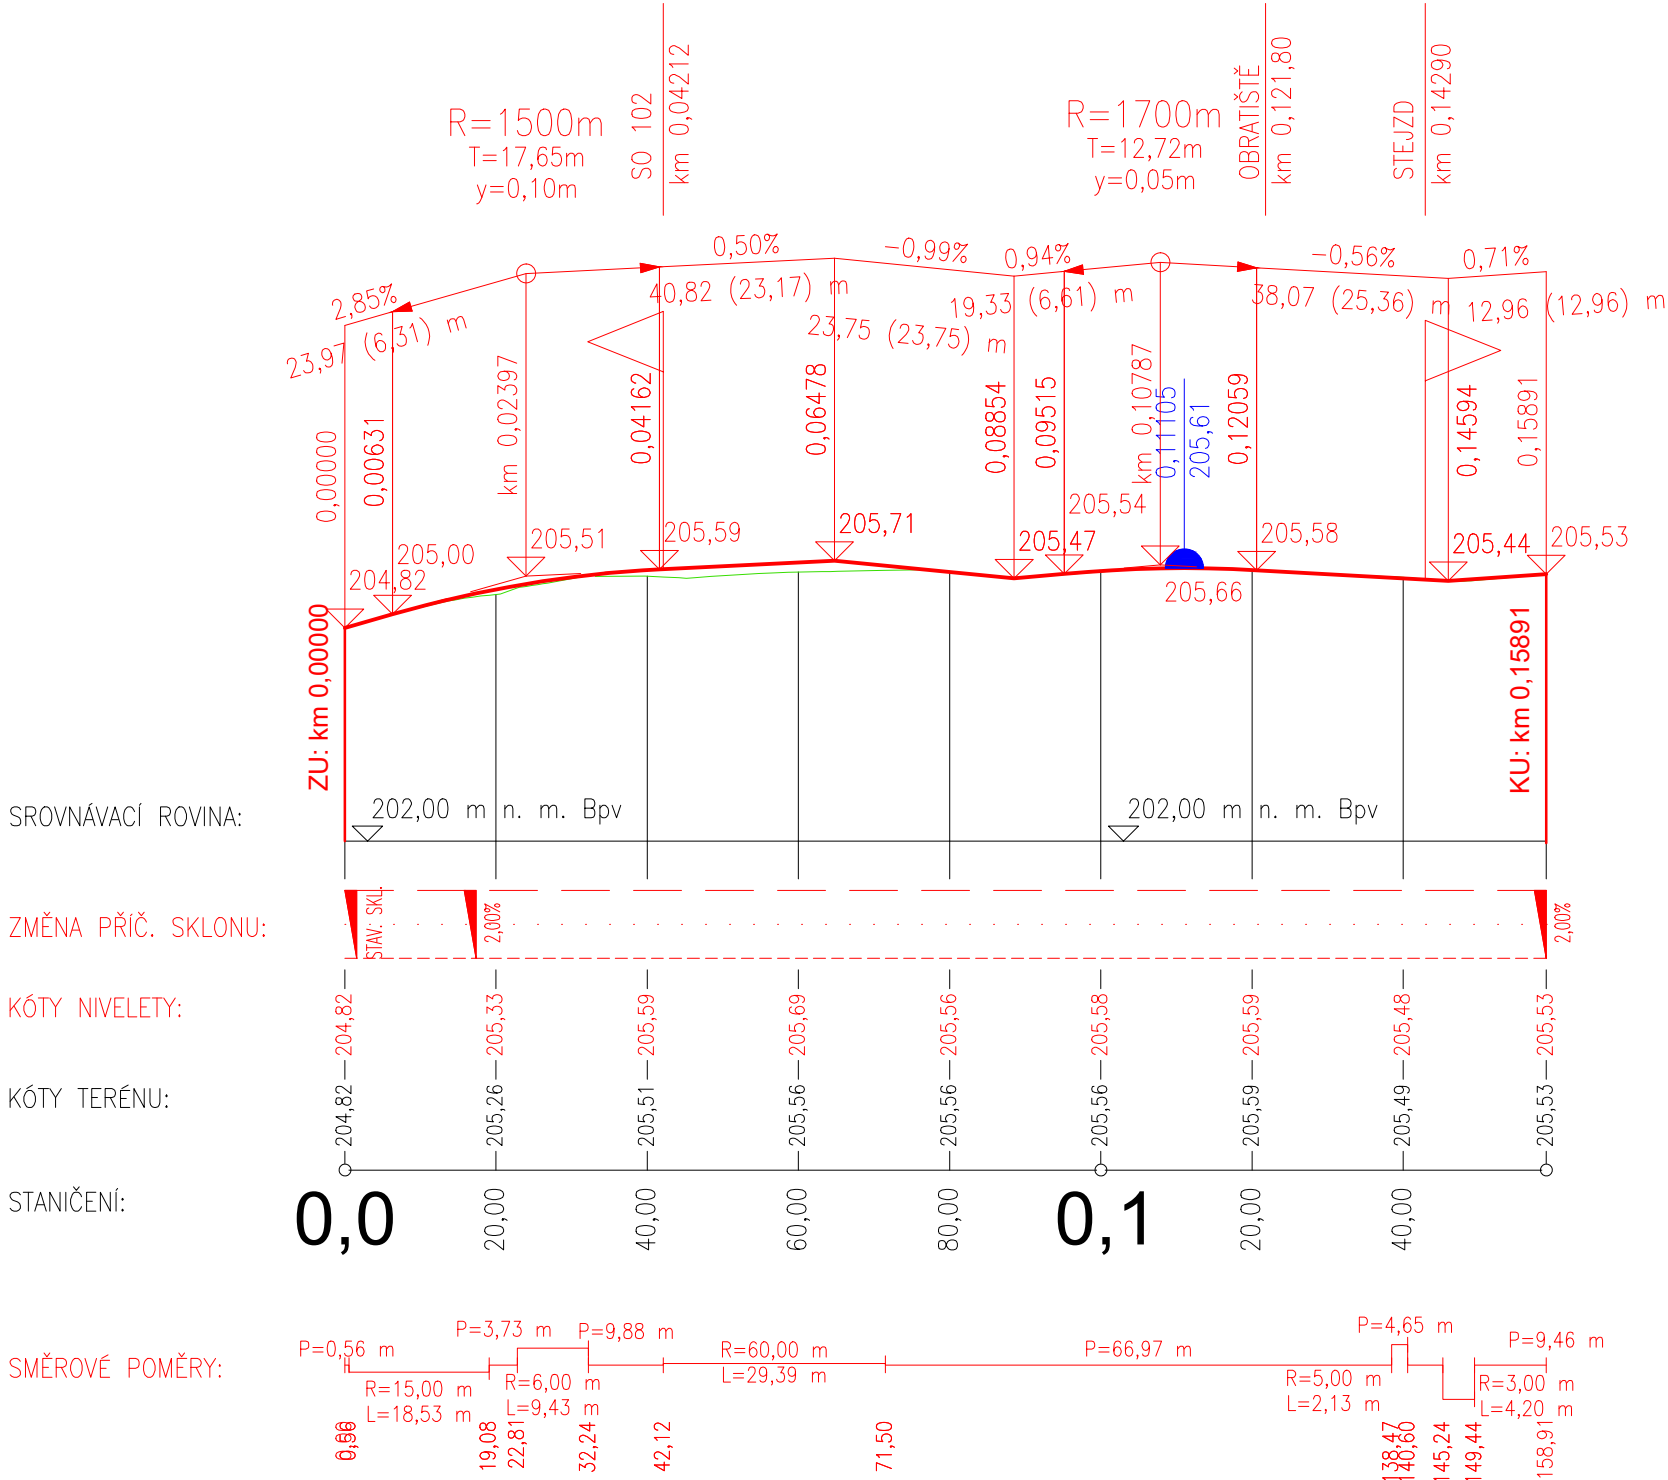 SO 102
km 0,04212
R=1500m
T=17,65m
y=0,10m
R=1700m
T=12,72m
y=0,05m
OBRATIŠTĚ
km 0,121,80
STEJZD
km 0,14290
2,85%
23,97 (6,31) m
0,50%
40,82 (23,17) m
-0,99%
23,75 (23,75) m
0,94%
19,33 (6,61) m
-0,56%
38,07 (25,36) m
0,71%
12,96 (12,96) m
0,00000
0,00631
km 0,02397
0,04162
0,06478
0,08854
0,09515
km 0,10787
0,11105
205,61
0,12059
0,14594
0,15891
204,82
205,00
205,51
205,59
205,71
205,47
205,54
205,66
205,58
205,44
205,53
ZU: km 0,00000
KU: km 0,15891
SROVNÁVACÍ ROVINA:
202,00 m n. m. Bpv
202,00 m n. m. Bpv
ZMĚNA PŘÍČ. SKLONU:
STAV. SKL.
2,00%
2,00%
KÓTY NIVELETY:
204,82
205,33
205,59
205,69
205,56
205,58
205,59
205,48
205,53
KÓTY TERÉNU:
204,82
205,26
205,51
205,56
205,56
205,56
205,59
205,49
205,53
STANIČENÍ:
0,0
20,00
40,00
60,00
80,00
0,1
20,00
40,00
SMĚROVÉ POMĚRY:
P=0,56 m
R=15,00 m
L=18,53 m
P=3,73 m
R=6,00 m
L=9,43 m
P=9,88 m
R=60,00 m
L=29,39 m
P=66,97 m
R=5,00 m
L=2,13 m
P=4,65 m
R=3,00 m
L=4,20 m
P=9,46 m
19,08
22,81
32,24
42,12
71,50
138,47
140,60
145,24
149,44
158,91